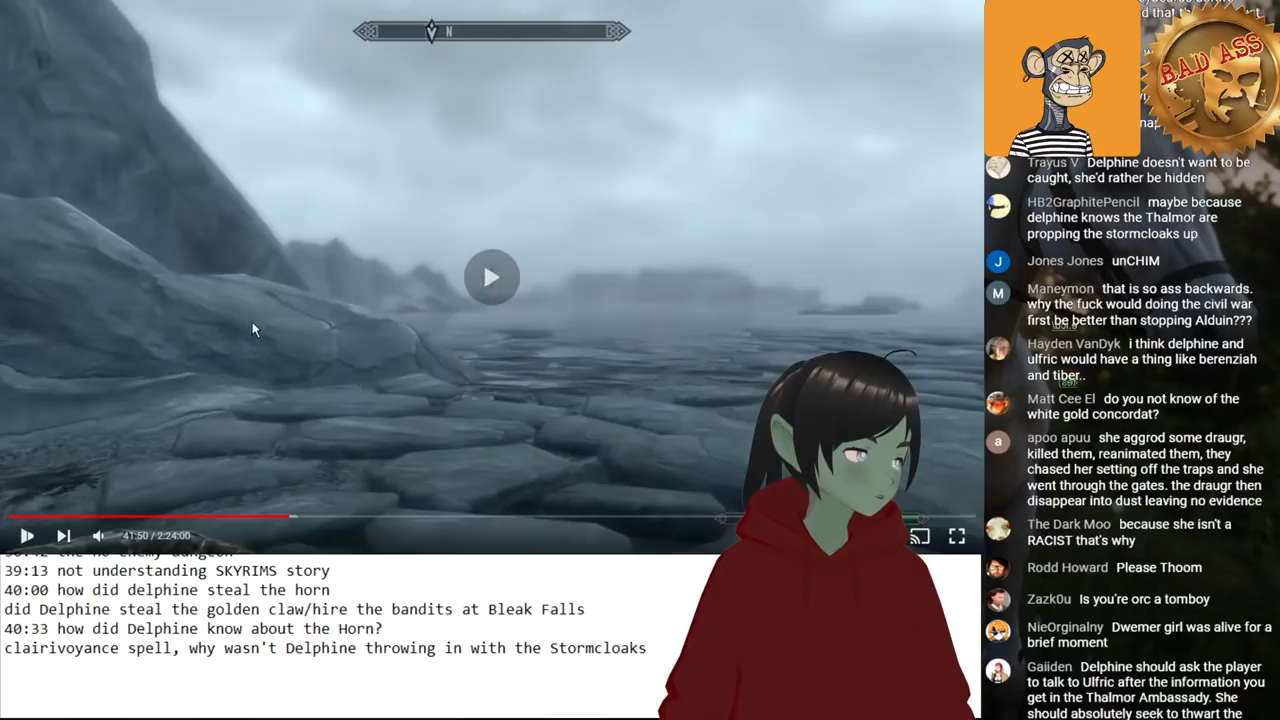 N
BAD ASS
Trayus V Delphine doesn't want to be
caught, she'd rather be hidden
HB2GraphitePencil maybe because
delphine knows the Thalmor are
propping the stormcloaks up
Jones Jones unCHIM
Maneymon that is so ass backwards.
why the fuck would doing the civil war
first be better than stopping Alduin???
Hayden VanDyk i think delphine and
ulfric would have a thing like berenziah
and tiber..
Matt Cee El do you not know of the
white gold concordat?
apoo apuu she aggrod some draugr,
killed them, reanimated them, they
chased her setting off the traps and she
went through the gates. the draugr then
disappear into dust leaving no evidence
The Dark Moo because she isn't a
RACIST that's why
Rodd Howard Please Thoom
Zazk0u Is you're orc a tomboy
NieOrginalny Dwemer girl was alive for a
brief moment
Gaiiden Delphine should ask the player
to talk to Ulfric after the information you
get in the Thalmor Ambassady. She
should absolutely seek to thwart the
41:50 / 2:24:00
39:13 not understanding SKYRIMS story
40:00 how did delphine steal the horn
did Delphine steal the golden claw/hire the bandits at Bleak Falls
40:33 how did Delphine know about the Horn?
clairivoyance spell, why wasn't Delphine throwing in with the Stormcloaks